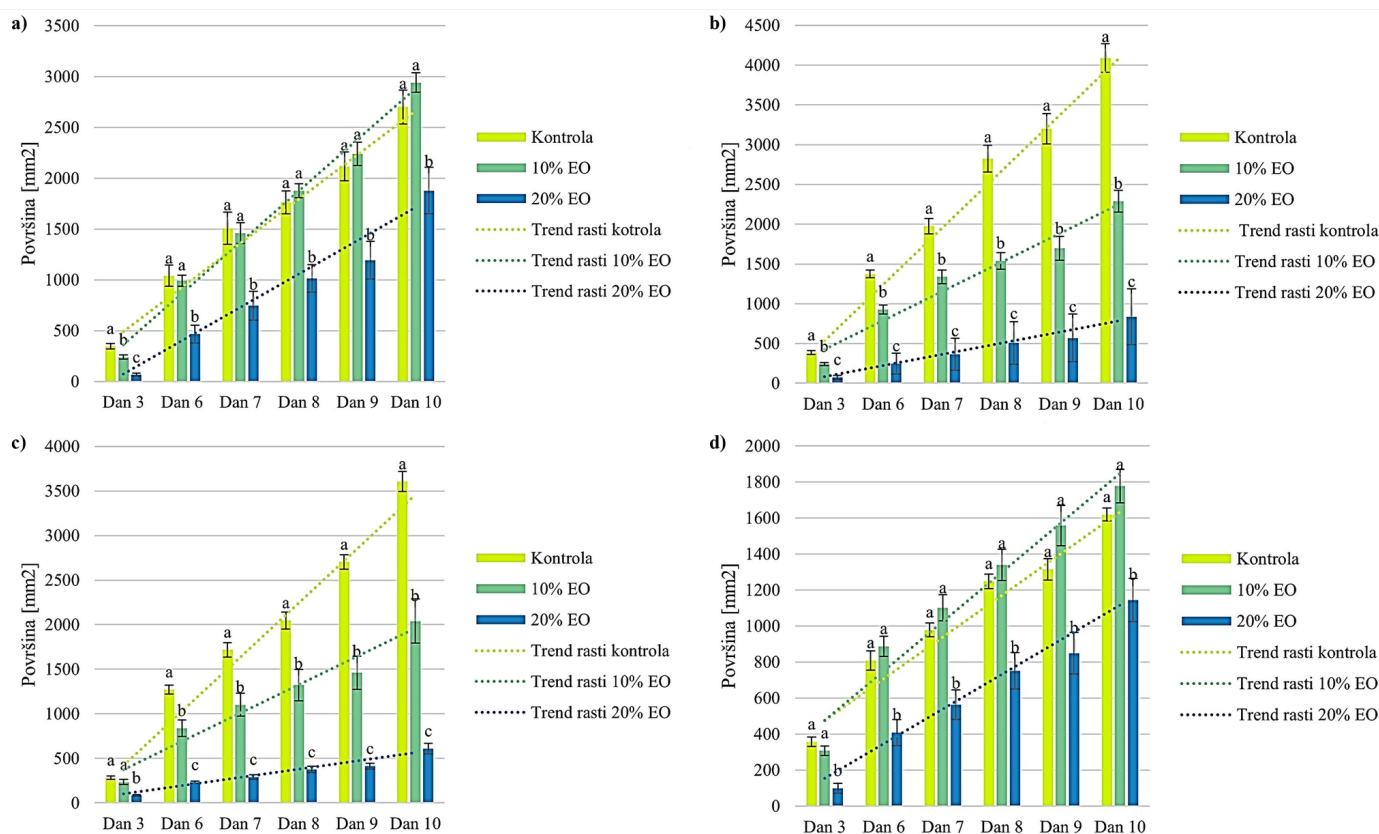 a)
3500
3000
2500
2000
1500
1000
500
0
Površina [mm2]
a b c
a a b
a a b
a a b
a a b
a a b
Dan 3 Dan 6 Dan 7 Dan 8 Dan 9 Dan 10
Kontrola
10% EO
20% EO
Trend rasti kotrola
Trend rasti 10% EO
Trend rasti 20% EO
b)
4500
4000
3500
3000
2500
2000
1500
1000
500
0
Površina [mm2]
a b c
a b c
a b c
a b c
a b c
a b c
Dan 3 Dan 6 Dan 7 Dan 8 Dan 9 Dan 10
Kontrola
10% EO
20% EO
Trend rasti kotrola
Trend rasti 10% EO
Trend rasti 20% EO
c)
4000
3500
3000
2500
2000
1500
1000
500
0
Površina [mm2]
a a b
a b c
a b c
a b c
a b c
a b c
Dan 3 Dan 6 Dan 7 Dan 8 Dan 9 Dan 10
Kontrola
10% EO
20% EO
Trend rasti kontrola
Trend rasti 10% EO
Trend rasti 20% EO
d)
2000
1800
1600
1400
1200
1000
800
600
400
200
0
Površina [mm2]
a a b
a a b
a a b
a a b
a a b
a a b
Dan 3 Dan 6 Dan 7 Dan 8 Dan 9 Dan 10
Kontrola
10% EO
20% EO
Trend rasti kontrola
Trend rasti 10% EO
Trend rasti 20% EO